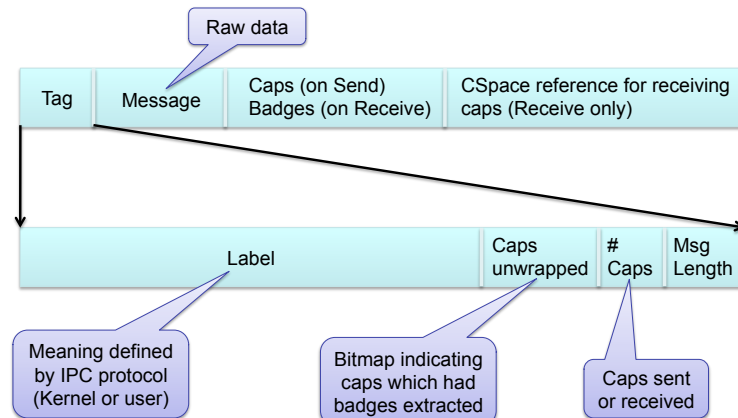 Raw data
Tag
Message
Caps (on Send)
Badges (on Receive)
CSpace reference for receiving
caps (Receive only)
Label
Caps
unwrapped
#
Caps
Msg
Length
Meaning defined
by IPC protocol
(Kernel or user)
Bitmap indicating
caps which had
badges extracted
Caps sent
or received